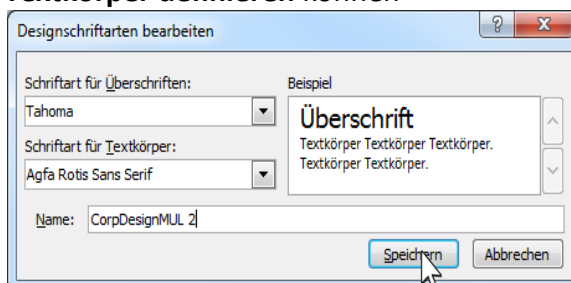 Textkörper definieren können
Designschriftarten bearbeiten
Schriftart für Überschriften:
Tahoma
Schriftart für Textkörper:
Agfa Rotis Sans Serif
Beispiel
Überschrift
Textkörper Textkörper Textkörper.
Textkörper Textkörper.
Name: CorpDesignMUL 2
Speichern Abbrechen